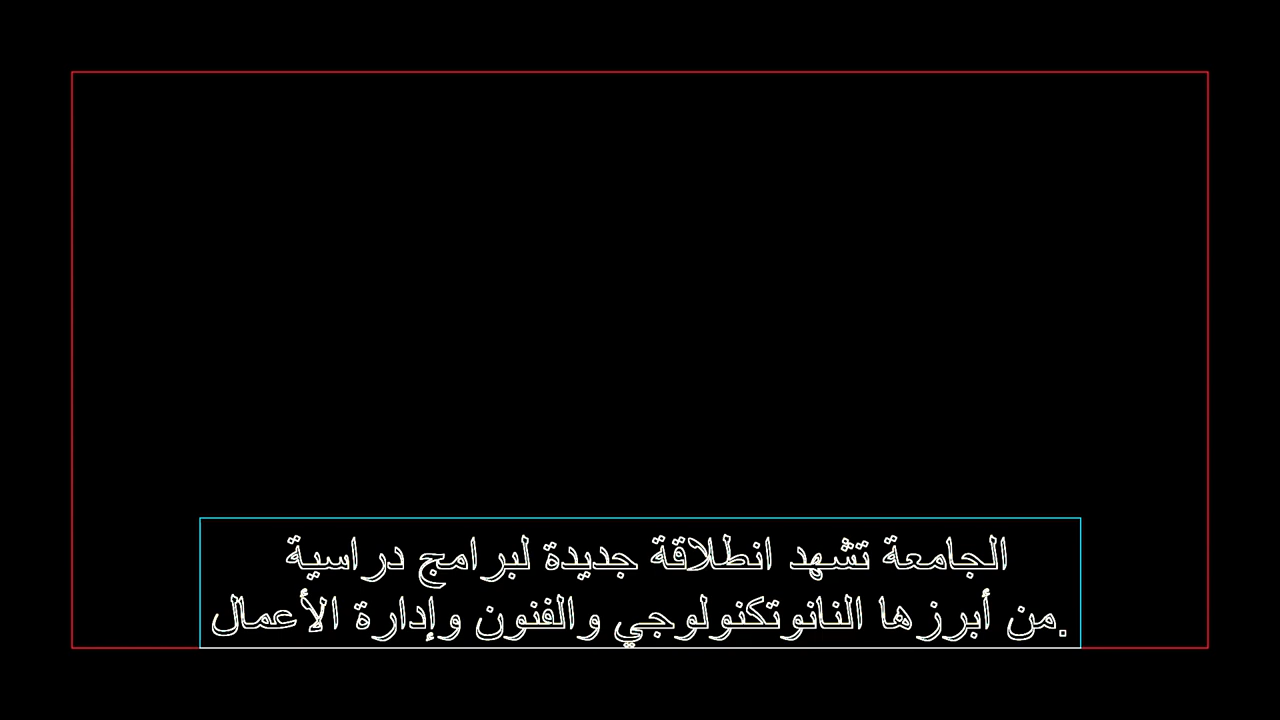 الجامعة تشهد انطلاقة جديدة لبرامج دراسية
.من أبرزها النانوتكنولوجي والفنون وإدارة الأعمال